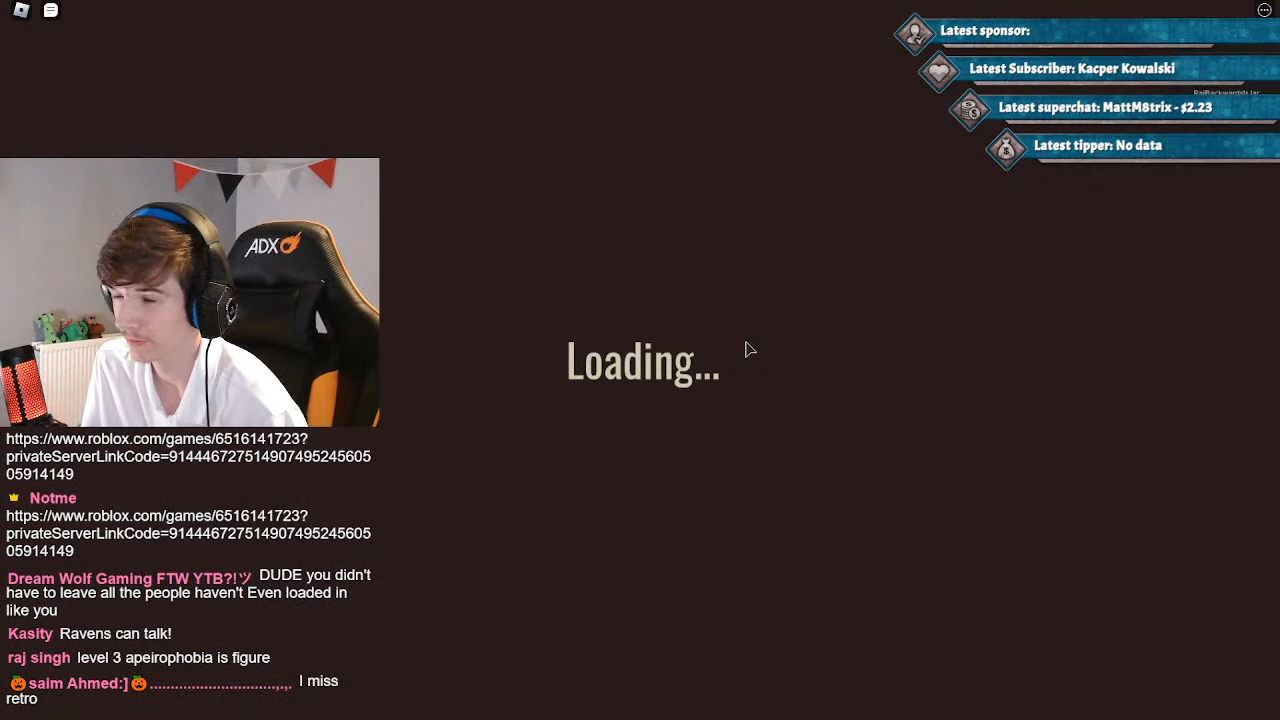 Latest sponsor:
Latest Subscriber: Kacper Kowalski
Latest superchat: MattM8trix - $2.23
Latest tipper: No data
ADX
Loading...
https://www.roblox.com/games/6516141723?
privateServerLinkCode=914446727514907495245605
05914149
Notme
https://www.roblox.com/games/6516141723?
privateServerLinkCode=914446727514907495245605
05914149
Dream Wolf Gaming FTW YTB?!ツ DUDE you didn't
have to leave all the people haven't Even loaded in
like you
Kasity Ravens can talk!
raj singh level 3 apeirophobia is figure
🎃saim Ahmed:]🎃............................,.,. I miss
retro